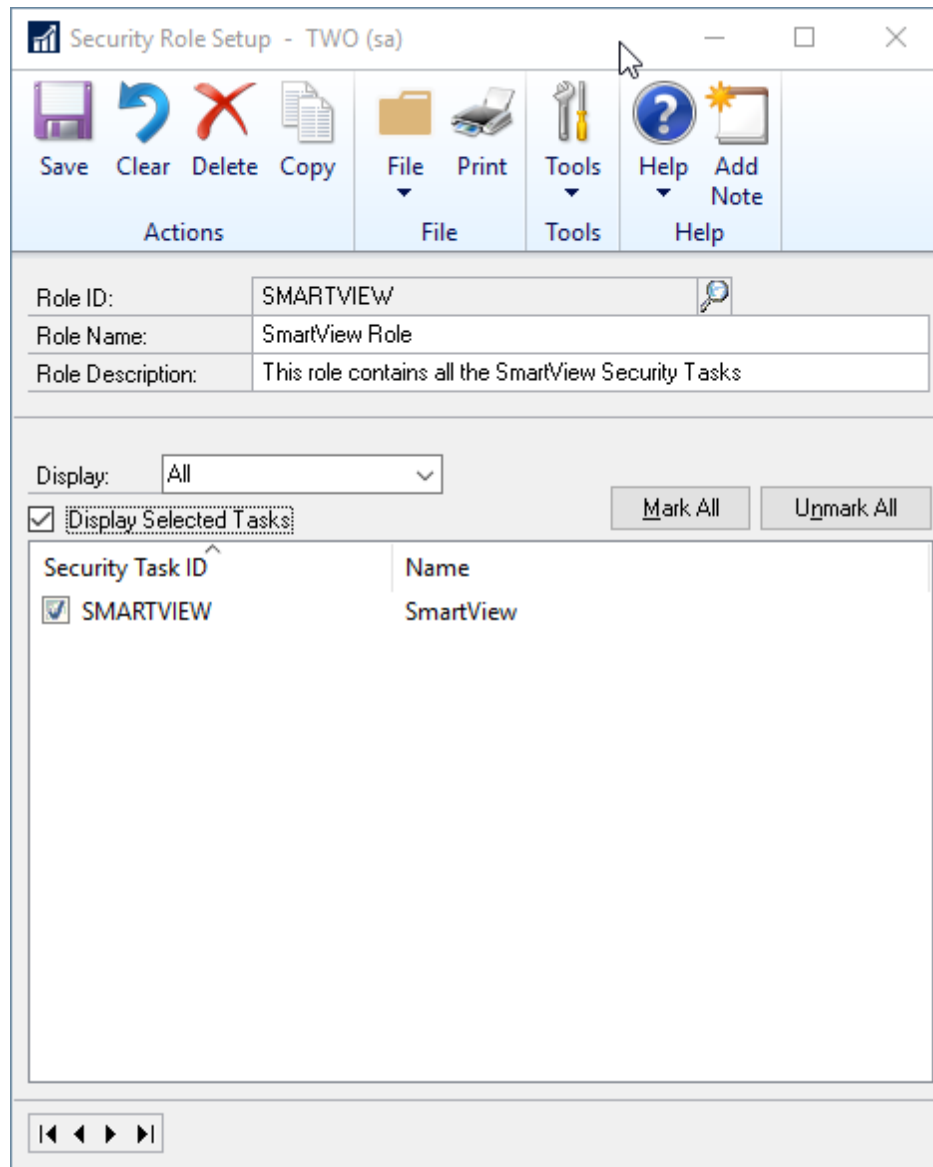 Security Role Setup - TWO (sa)
Save Clear Delete Copy File Print Tools Help Add Note
Actions File Tools Help
Role ID: SMARTVIEW
Role Name: SmartView Role
Role Description: This role contains all the SmartView Security Tasks
Display: All
Display Selected Tasks Mark All Unmark All
Security Task ID Name
SMARTVIEW SmartView